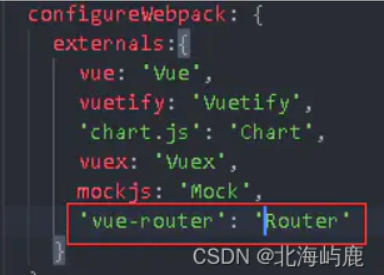 configureWebpack: {
externals:{
vue: 'Vue',
vuetify: 'Vuetify',
'chart.js': 'Chart',
vuex: 'Vuex',
mockjs: 'Mock',
'vue-router': 'Router'
}
CSDN @北海屿鹿